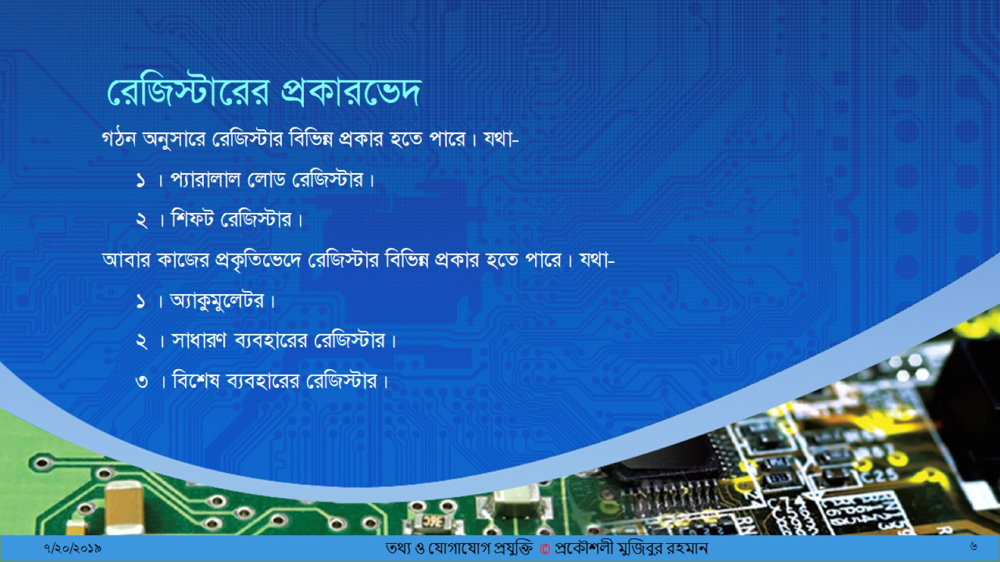 রেজিস্টারের প্রকারভেদ
গঠন অনুসারে রেজিস্টার বিভিন্ন প্রকার হতে পারে। যথা-
১ । প্যারালাল লোড রেজিস্টার।
২ । শিফট রেজিস্টার।
আবার কাজের প্রকৃতিভেদে রেজিস্টার বিভিন্ন প্রকার হতে পারে। যথা-
১ । অ্যাকুমুলেটর।
২ । সাধারণ ব্যবহারের রেজিস্টার।
৩ । বিশেষ ব্যবহারের রেজিস্টার।
C25
৭/২০/২০১৯ তথ্য ও যোগাযোগ প্রযুক্তি © প্রকৌশলী মুজিবুর রহমান ৬